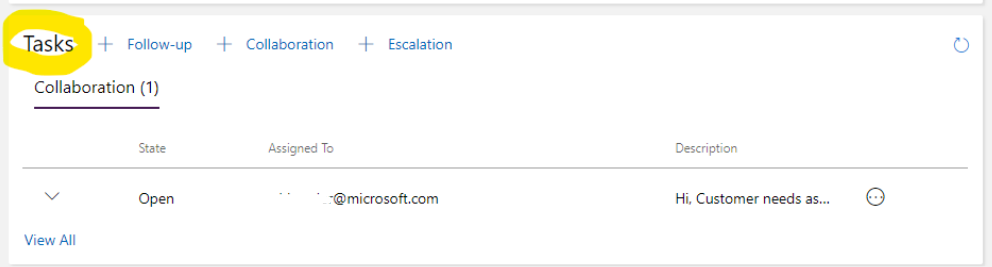 Tasks + Follow-up + Collaboration + Escalation
Collaboration (1)
State Assigned To Description
Open @microsoft.com Hi, Customer needs as...
View All